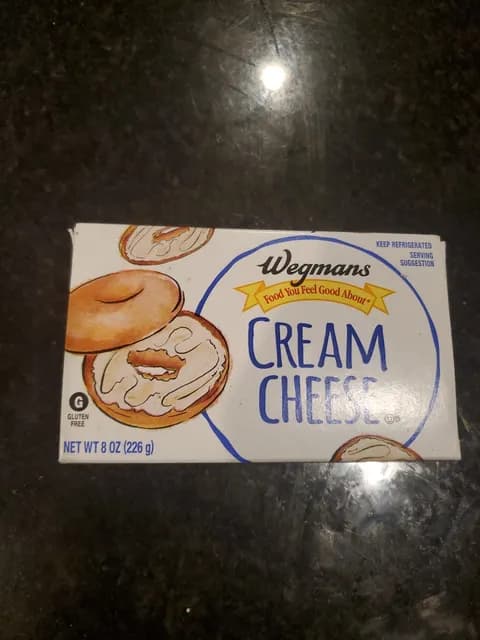 KEEP REFRIGERATED
SERVING
SUGGESTION
Wegmans
Food You Feel Good About
CREAM
CHEESE
G
GLUTEN
FREE
NET WT 8 OZ (226 g)